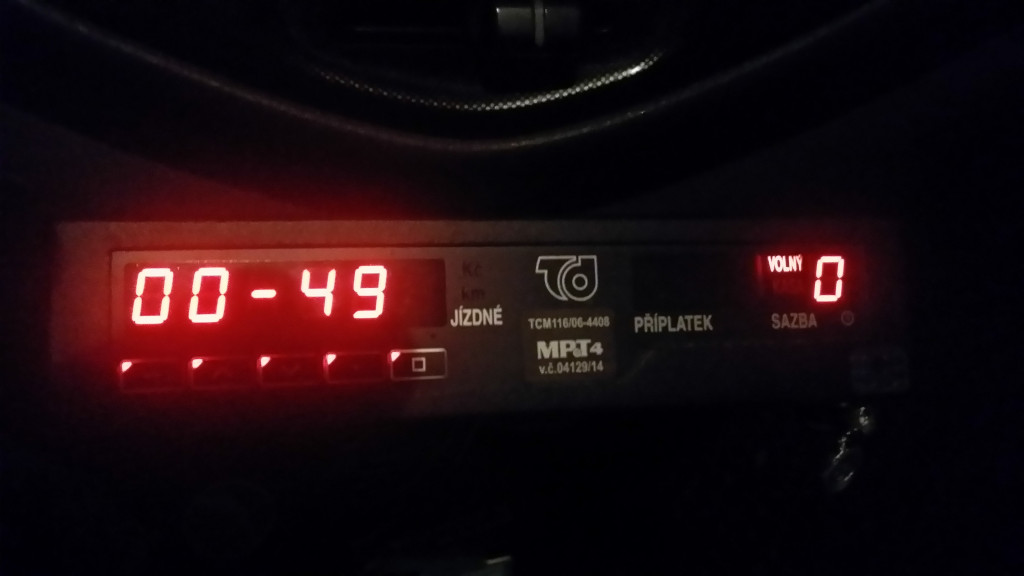 00-49
Kč
km
JÍZDNÉ
TCM116/06-4408
MPT4
v.č.04129/14
PŘÍPLATEK
VOLNÝ
0
SAZBA